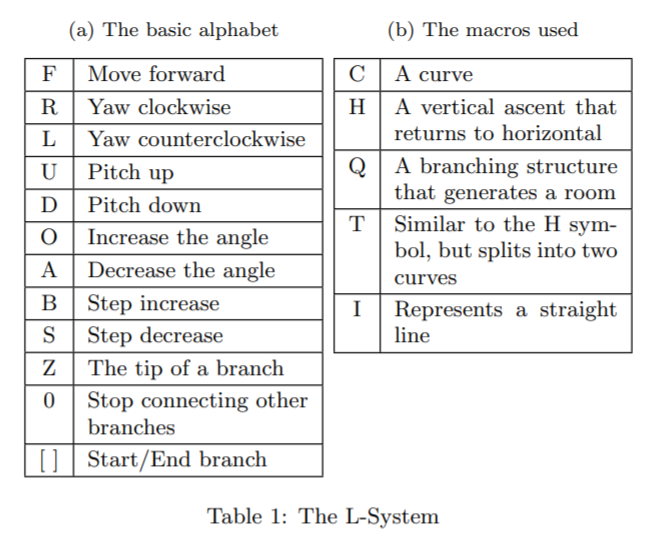 (a) The basic alphabet
F Move forward
R Yaw clockwise
L Yaw counterclockwise
U Pitch up
D Pitch down
O Increase the angle
A Decrease the angle
B Step increase
S Step decrease
Z The tip of a branch
0 Stop connecting other
branches
[ ] Start/End branch
(b) The macros used
C A curve
H A vertical ascent that
returns to horizontal
Q A branching structure
that generates a room
T Similar to the H sym-
bol, but splits into two
curves
I Represents a straight
line
Table 1: The L-System